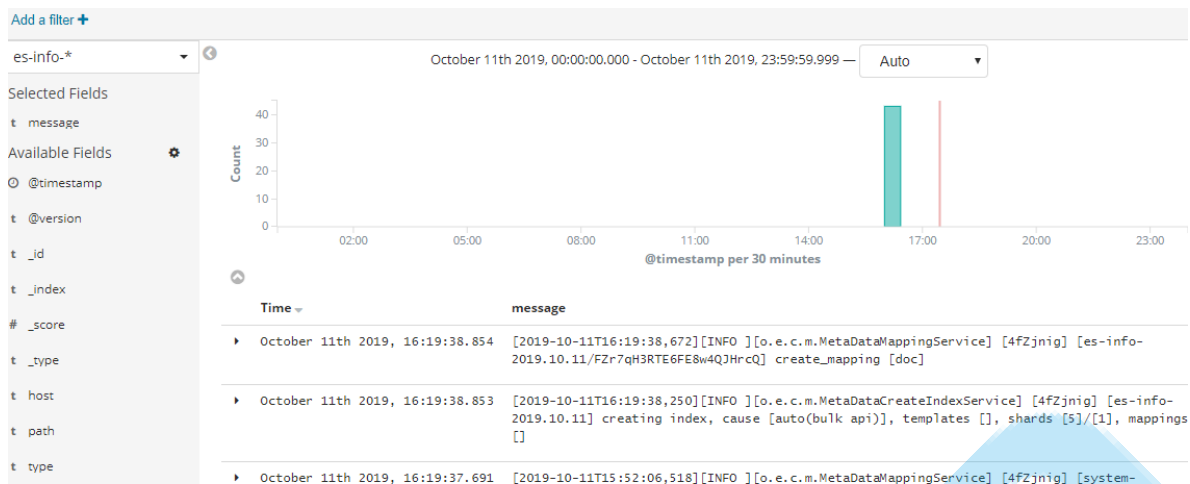 Add a filter +
es-info-*
October 11th 2019, 00:00:00.000 - October 11th 2019, 23:59:59.999 — Auto
Selected Fields
t message
Available Fields
@timestamp
t @version
t _id
t _index
# _score
t _type
t host
t path
t type
Count
40
30
20
10
0
02:00 05:00 08:00 11:00 14:00 17:00 20:00 23:00
@timestamp per 30 minutes
Time message
October 11th 2019, 16:19:38.854 [2019-10-11T16:19:38,672][INFO ][o.e.c.m.MetaDataMappingService] [4fZjnig] [es-info-
2019.10.11/FZr7qH3RTE6FE8w4QJHrcQ] create_mapping [doc]
October 11th 2019, 16:19:38.853 [2019-10-11T16:19:38,250][INFO ][o.e.c.m.MetaDataCreateIndexService] [4fZjnig] [es-info-
2019.10.11] creating index, cause [auto(bulk api)], templates [], shards [5]/[1], mappings
[]
October 11th 2019, 16:19:37.691 [2019-10-11T15:52:06,518][INFO ][o.e.c.m.MetaDataMappingService] [4fZjnig] [system-